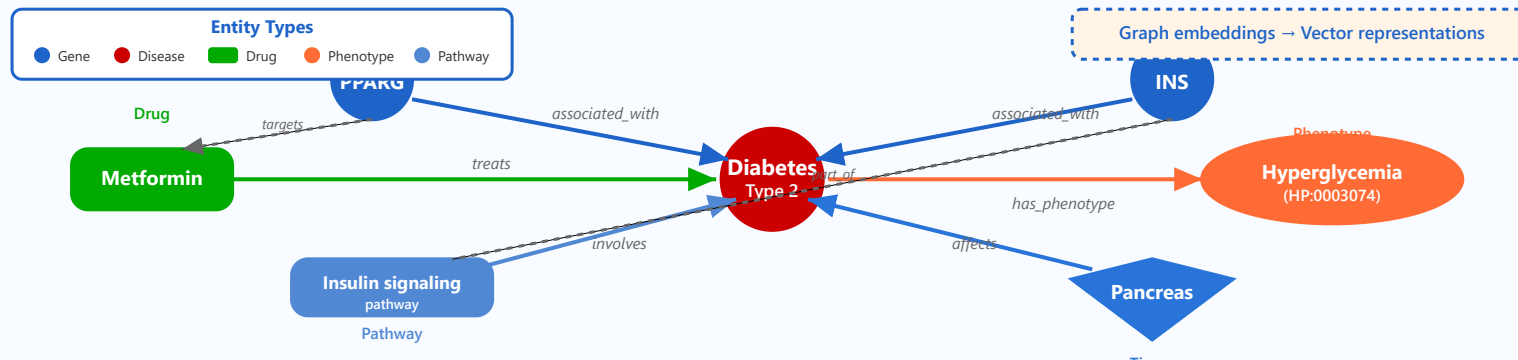 Entity Types
Gene
Disease
Drug
Phenotype
Pathway
Graph embeddings → Vector representations
PPARG
INS
Drug
targets
associated_with
associated_with
Phenotype
Metformin
treats
Diabetes
Type 2
part_of
Hyperglycemia
(HP:0003074)
has_phenotype
involves
affects
Insulin signaling
pathway
Pancreas
Pathway